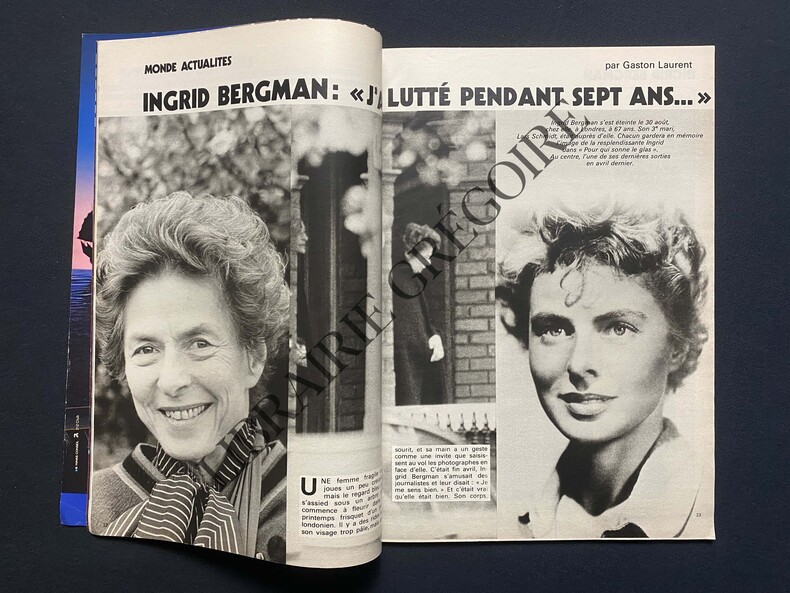 MONDE ACTUALITES
par Gaston Laurent
INGRID BERGMAN: « J'A LUTTÉ PENDANT SEPT ANS... »
Ingrid Bergman s'est éteinte le 30 août,
chez elle, à Londres, à 67 ans. Son 3e mari,
Lars Schmidt, était auprès d'elle. Chacun gardera en mémoire
l'image de la resplendissante Ingrid
dans « Pour qui sonne le glas ».
Au centre, l'une de ses dernières sorties
en avril dernier.
UNE femme fragile
joues un peu
mais le regard
s'assied sous un arbre
commence à fleurir dans
printemps frisquet d'un
londonien. Il y a des
son visage trop pâle,
sourit, et sa main a un geste
comme une invite que saisis-
sent au vol les photographes en
face d'elle. C'était fin avril, In-
grid Bergman s'amusait des
journalistes et leur disait : « Je
me sens bien. » Et c'était vrai
qu'elle était bien. Son corps,
23
LIBRAIRIE GRÉGOIRE